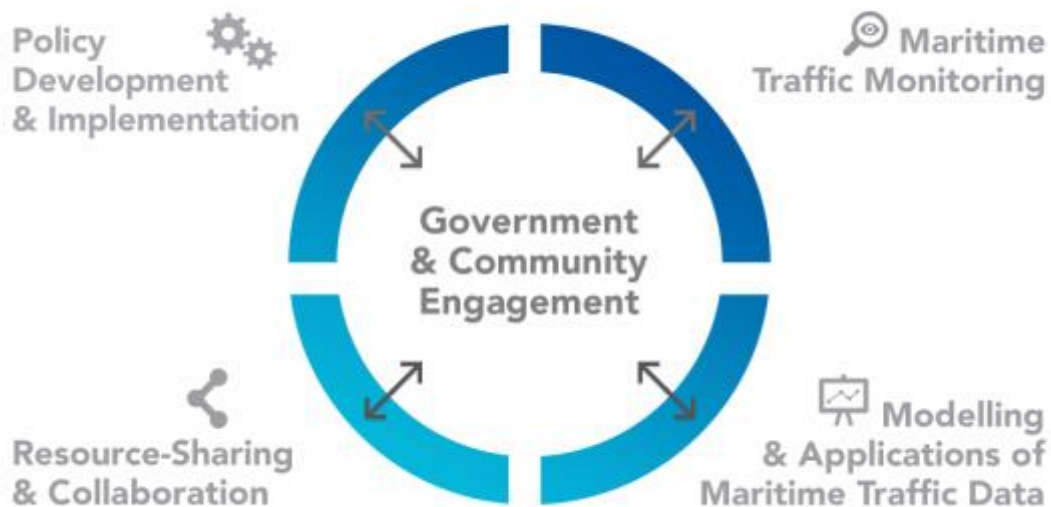 Policy
Development
& Implementation
Maritime
Traffic Monitoring
Government
& Community
Engagement
Resource-Sharing
& Collaboration
Modelling
& Applications of
Maritime Traffic Data